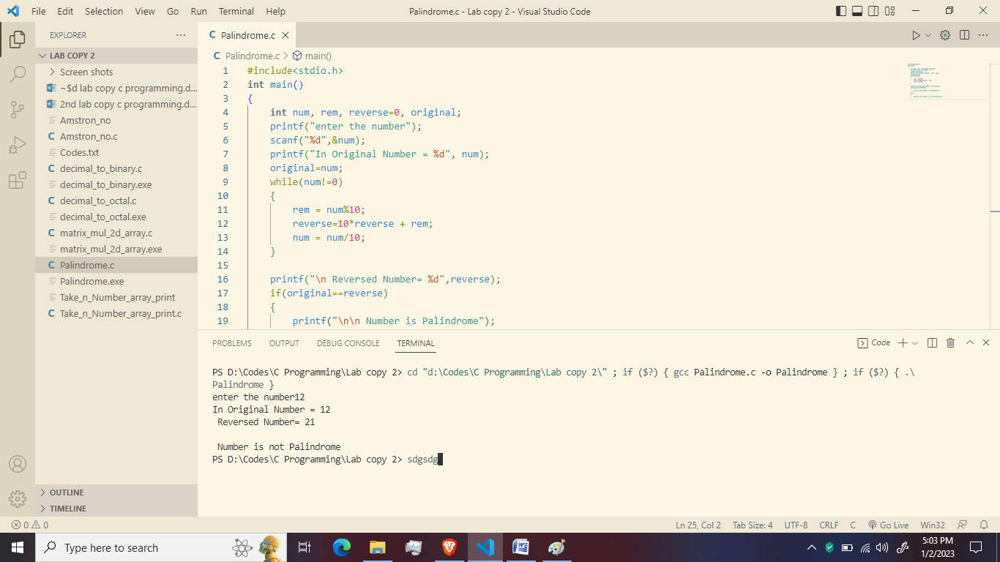 File Edit Selection View Go Run Terminal Help
Palindrome.c - Lab copy 2 - Visual Studio Code
EXPLORER
LAB COPY 2
Screen shots
~$d lab copy c programming.d...
2nd lab copy c programming.d...
Amstron_no
Amstron_no.c
Codes.txt
decimal_to_binary.c
decimal_to_binary.exe
decimal_to_octal.c
decimal_to_octal.exe
matrix_mul_2d_array.c
matrix_mul_2d_array.exe
Palindrome.c
Palindrome.exe
Take_n_Number_array_print
Take_n_Number_array_print.c
OUTLINE
TIMELINE
Palindrome.c
Palindrome.c > main()
1 #include<stdio.h>
2 int main()
3 {
4 int num, rem, reverse=0, original;
5 printf("enter the number");
6 scanf("%d",&num);
7 printf("In Original Number = %d", num);
8 original=num;
9 while(num!=0)
10 {
11 rem = num%10;
12 reverse=10*reverse + rem;
13 num = num/10;
14 }
15
16 printf("\n Reversed Number= %d",reverse);
17 if(original==reverse)
18 {
19 printf("\n\n Number is Palindrome");
PROBLEMS OUTPUT DEBUG CONSOLE TERMINAL
Code
PS D:\Codes\C Programming\Lab copy 2> cd "d:\Codes\C Programming\Lab copy 2\" ; if ($?) { gcc Palindrome.c -o Palindrome } ; if ($?) { .\
Palindrome }
enter the number12
In Original Number = 12
Reversed Number= 21
Number is not Palindrome
PS D:\Codes\C Programming\Lab copy 2> sdgsdg
0 0
Ln 25, Col 2 Tab Size: 4 UTF-8 CRLF C Go Live Win32
Type here to search
5:03 PM
1/2/2023